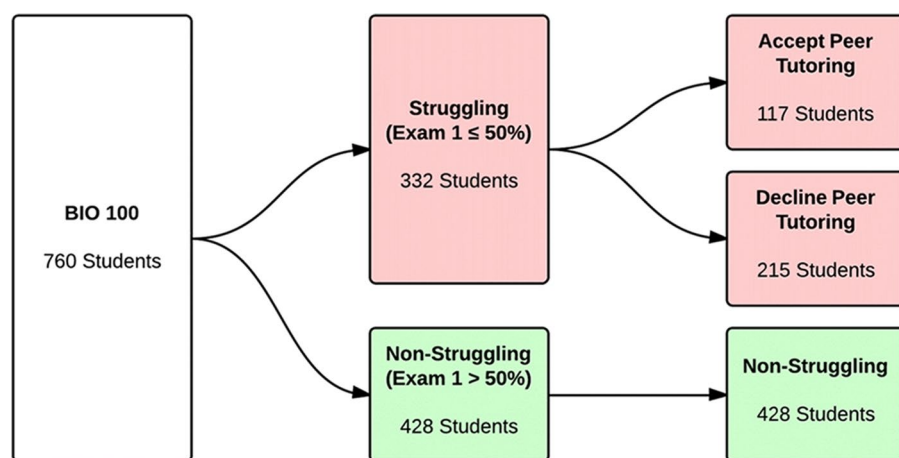 BIO 100
760 Students
Struggling
(Exam 1 ≤ 50%)
332 Students
Non-Struggling
(Exam 1 > 50%)
428 Students
Accept Peer
Tutoring
117 Students
Decline Peer
Tutoring
215 Students
Non-Struggling
428 Students